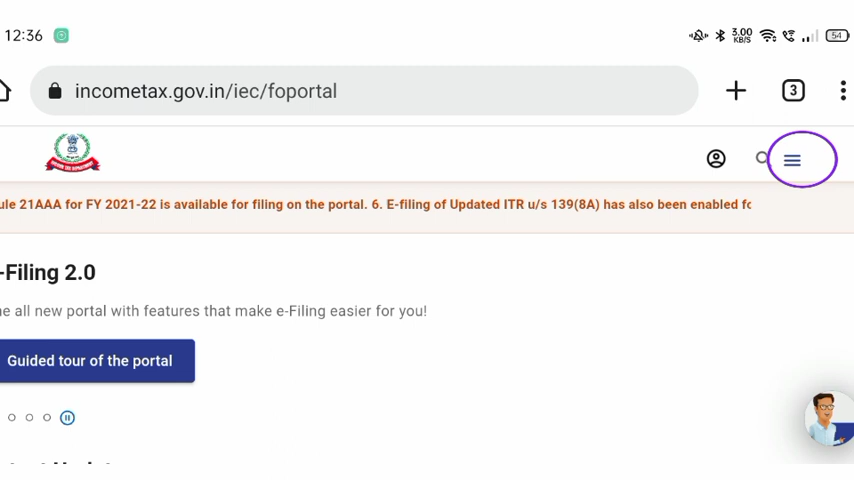 12:36
3.00
KB/S
54
incometax.gov.in/iec/foportal
3
21AAA for FY 2021-22 is available for filing on the portal. 6. E-filing of Updated ITR u/s 139(8A) has also been enabled
-Filing 2.0
all new portal with features that make e-Filing easier for you!
Guided tour of the portal